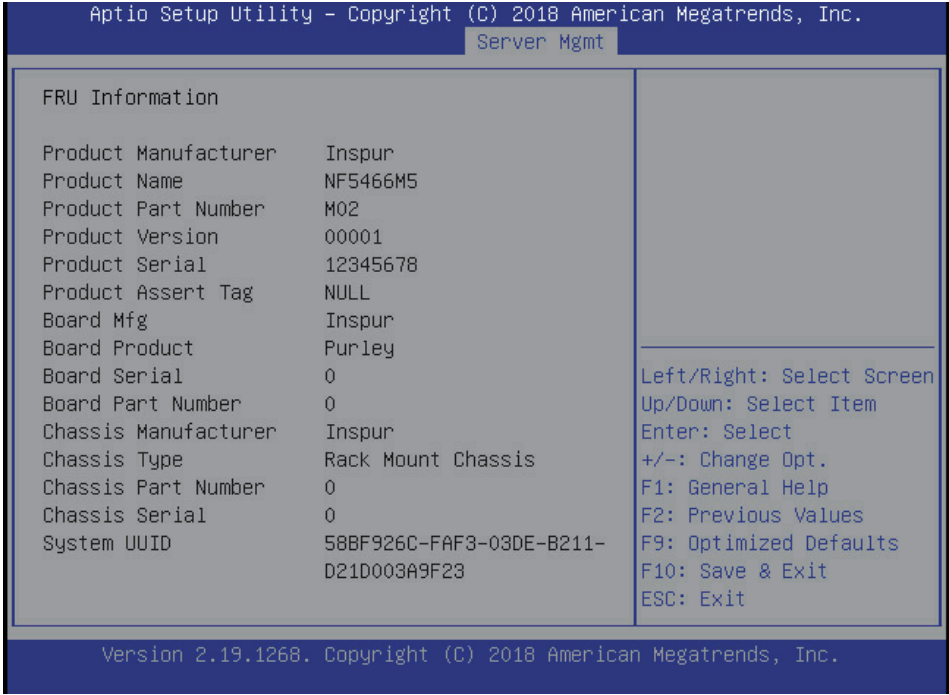 Aptio Setup Utility – Copyright (C) 2018 American Megatrends, Inc.
Server Mgmt
FRU Information
Product Manufacturer Inspur
Product Name NF5466M5
Product Part Number M02
Product Version 00001
Product Serial 12345678
Product Assert Tag NULL
Board Mfg Inspur
Board Product Purley
Board Serial 0
Board Part Number 0
Chassis Manufacturer Inspur
Chassis Type Rack Mount Chassis
Chassis Part Number 0
Chassis Serial 0
System UUID 58BF926C-FAF3-03DE-B211-
D21D003A9F23
Left/Right: Select Screen
Up/Down: Select Item
Enter: Select
+/-: Change Opt.
F1: General Help
F2: Previous Values
F9: Optimized Defaults
F10: Save & Exit
ESC: Exit
Version 2.19.1268. Copyright (C) 2018 American Megatrends, Inc.